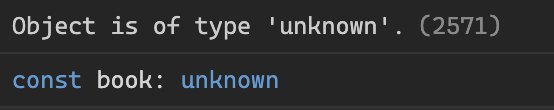 Object is of type 'unknown'. (2571)
const book: unknown